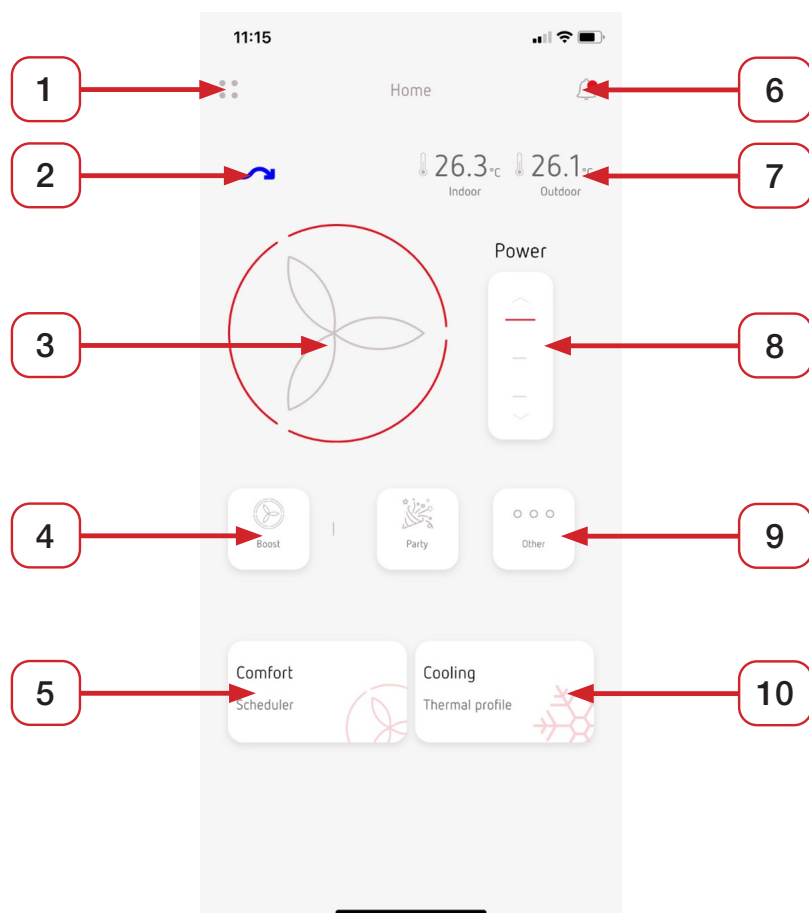 11:15
1
Home
6
2
26.3 °C
26.1 °C
7
Indoor
Outdoor
Power
3
8
4
Boost
Party
Other
9
Comfort
Cooling
5
Scheduler
Thermal profile
10